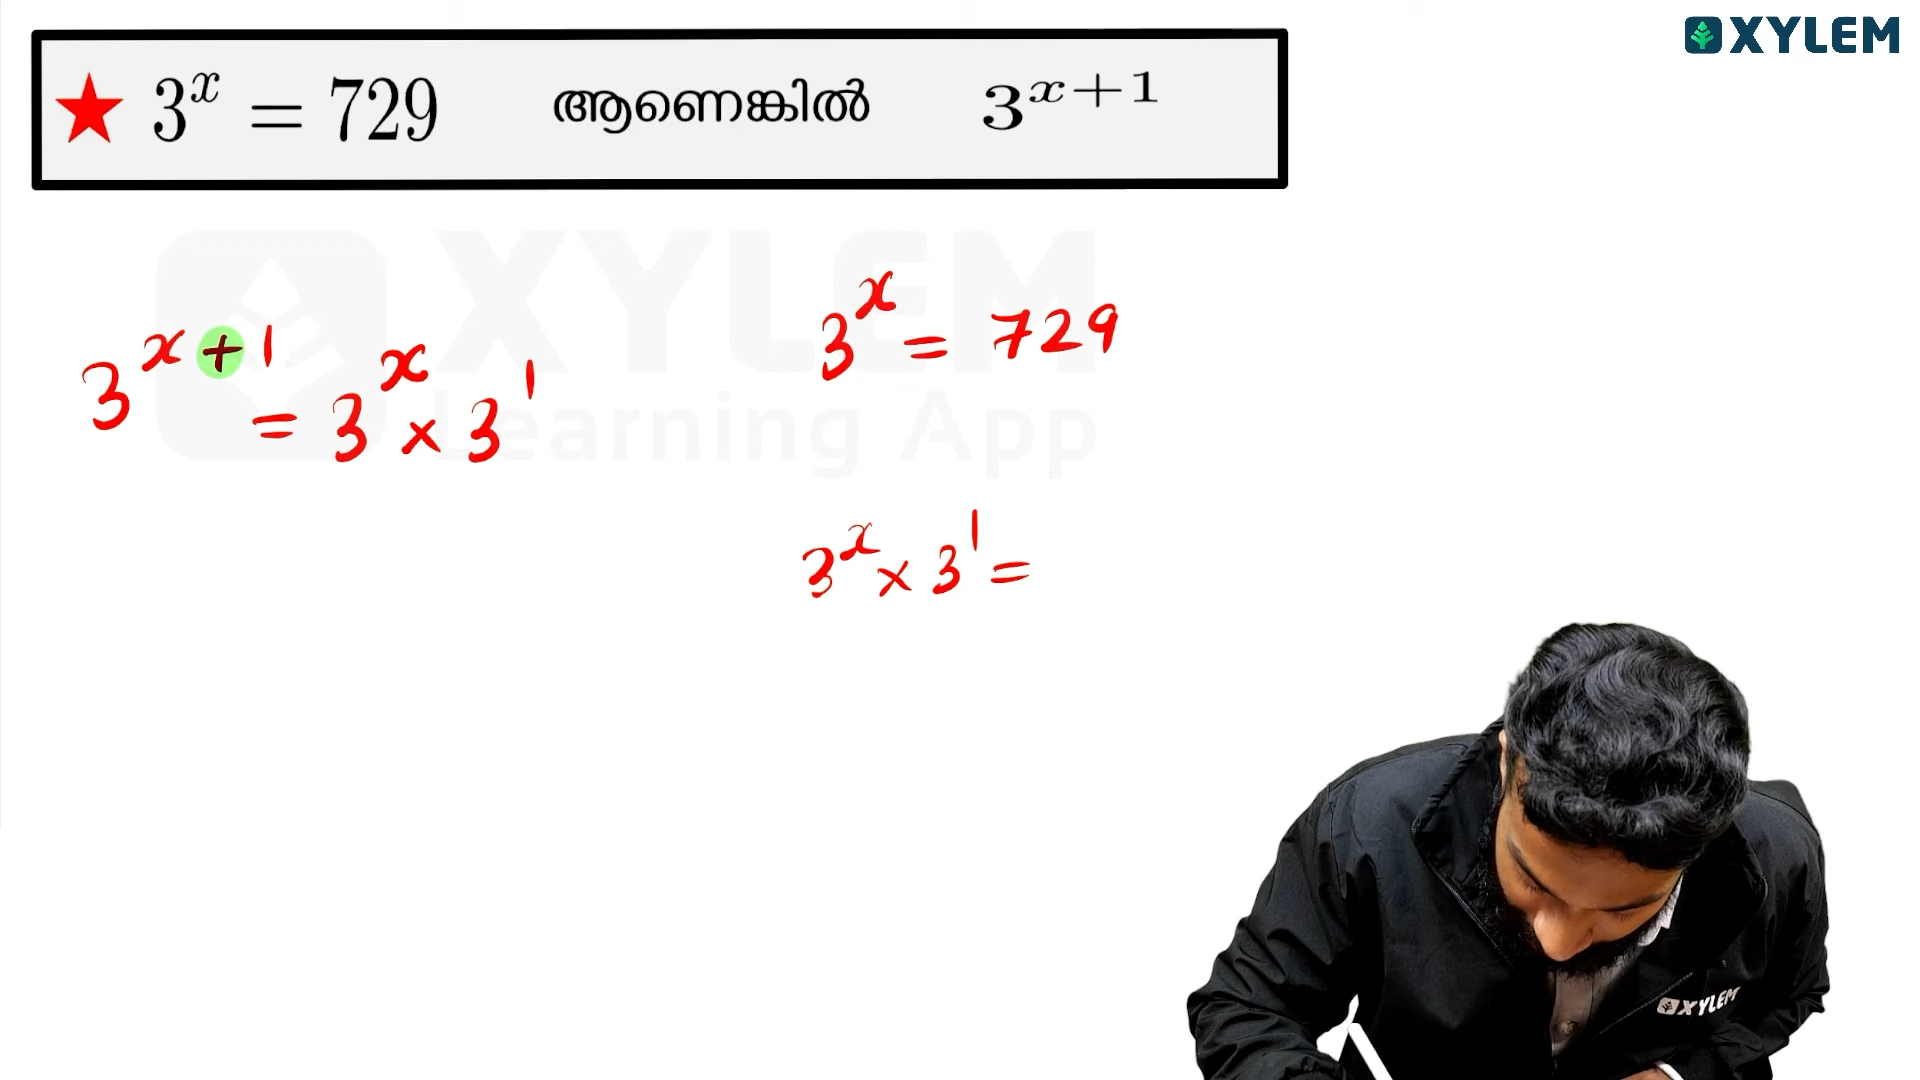 XYLEM
★ 3^x = 729 ആണെങ്കിൽ 3^{x+1}
XYLEM
Learning App
3^{x+1} = 3^x × 3^1
3^x = 729
3^x × 3^1 =
XYLEM